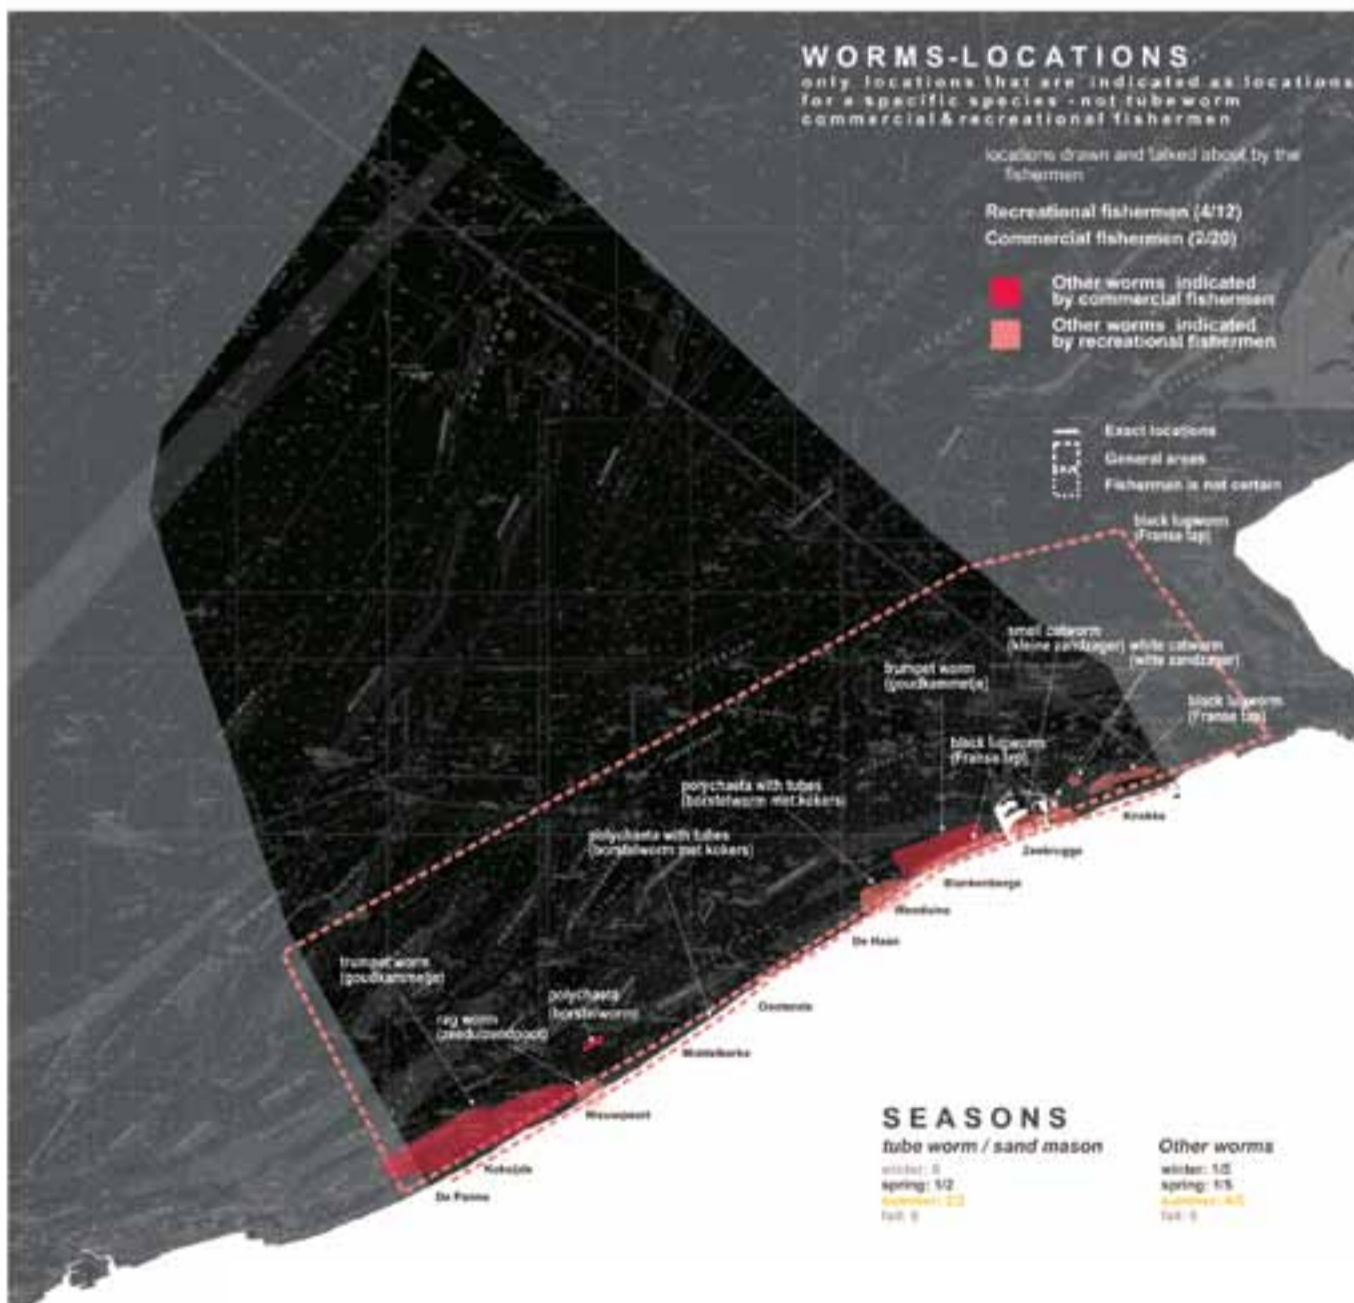 WORMS-LOCATIONS
only locations that are indicated as locations
for a specific species - not tubeworm
commercial & recreational fishermen
locations drawn and talked about by the
fishermen
Recreational fishermen (4/12)
Commercial fishermen (2/20)
Other worms indicated
by commercial fishermen
Other worms indicated
by recreational fishermen
Exact locations
General areas
Fisherman is not certain
black lugworm
(Franse tap)
small catworm
(kleine zandzager)
white catworm
(witte zandzager)
trumpet worm
(goudkammetje)
black lugworm
(Franse tap)
black lugworm
(Franse tap)
polychaeta with tubes
(borstelworm met kokers)
polychaeta with tubes
(borstelworm met kokers)
Knokke
Zeebrugge
Blankenberge
Wenduine
De Haan
trumpet worm
(goudkammetje)
polychaeta
(borstelworm)
rag worm
(zeeduizendpoot)
Oostende
Middelkerke
Nieuwpoort
Koksijde
De Panne
SEASONS
tube worm / sand mason
winter: 0
spring: 1/2
summer: 2/2
fall: 0
Other worms
winter: 1/5
spring: 1/5
summer: 4/5
fall: 0